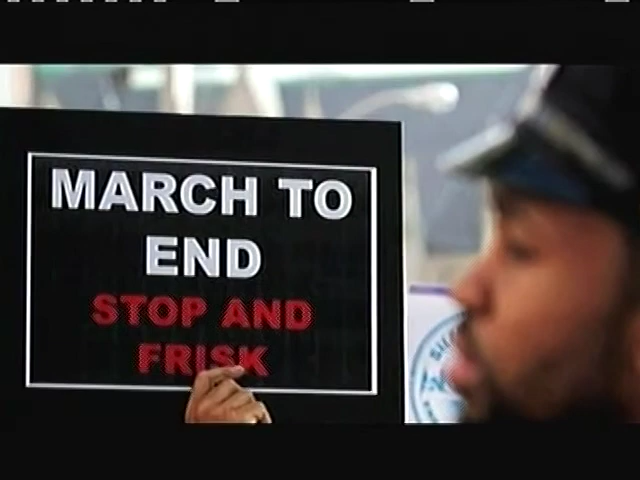 MARCH TO
END
STOP AND
FRISK